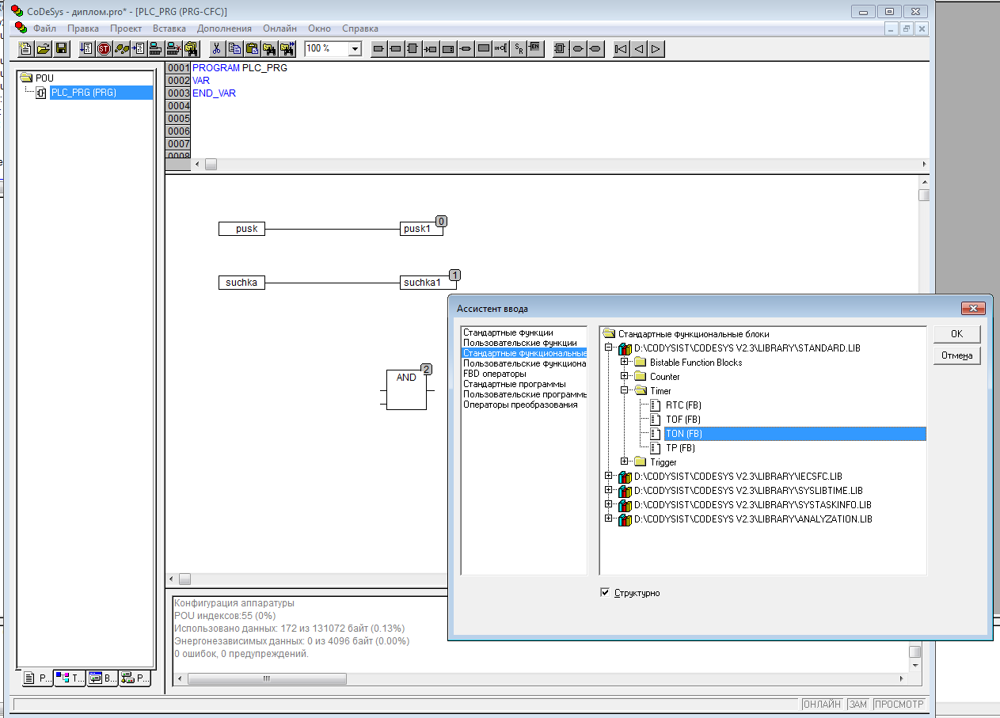 CoDeSys - диплом.pro* - [PLC_PRG (PRG-CFC)]
Файл Правка Проект Вставка Дополнения Онлайн Окно Справка
100 %
POU
PLC_PRG (PRG)
0001 PROGRAM PLC_PRG
0002 VAR
0003 END_VAR
0004
0005
0006
0007
0008
pusk pusk1 0
suchka suchka1 1
AND 2
Ассистент ввода
Стандартные функции
Пользовательские функции
Стандартные функциональные
Пользовательские функциона
FBD операторы
Стандартные программы
Пользовательские программы
Операторы преобразования
Стандартные функциональные блоки
D:\CODYSIST\CODESYS V2.3\LIBRARY\STANDARD.LIB
Bistable Function Blocks
Counter
Timer
RTC (FB)
TOF (FB)
TON (FB)
TP (FB)
Trigger
D:\CODYSIST\CODESYS V2.3\LIBRARY\IECSFC.LIB
D:\CODYSIST\CODESYS V2.3\LIBRARY\SYSLIBTIME.LIB
D:\CODYSIST\CODESYS V2.3\LIBRARY\SYSTASKINFO.LIB
D:\CODYSIST\CODESYS V2.3\LIBRARY\ANALYZATION.LIB
OK
Отмена
Структурно
Конфигурация аппаратуры
POU индексов:55 (0%)
Использовано данных: 172 из 131072 байт (0.13%)
Энергонезависимых данных: 0 из 4096 байт (0.00%)
0 ошибок, 0 предупреждений.
P... T... B... P...
ОНЛАЙН ЗАМ ПРОСМОТР